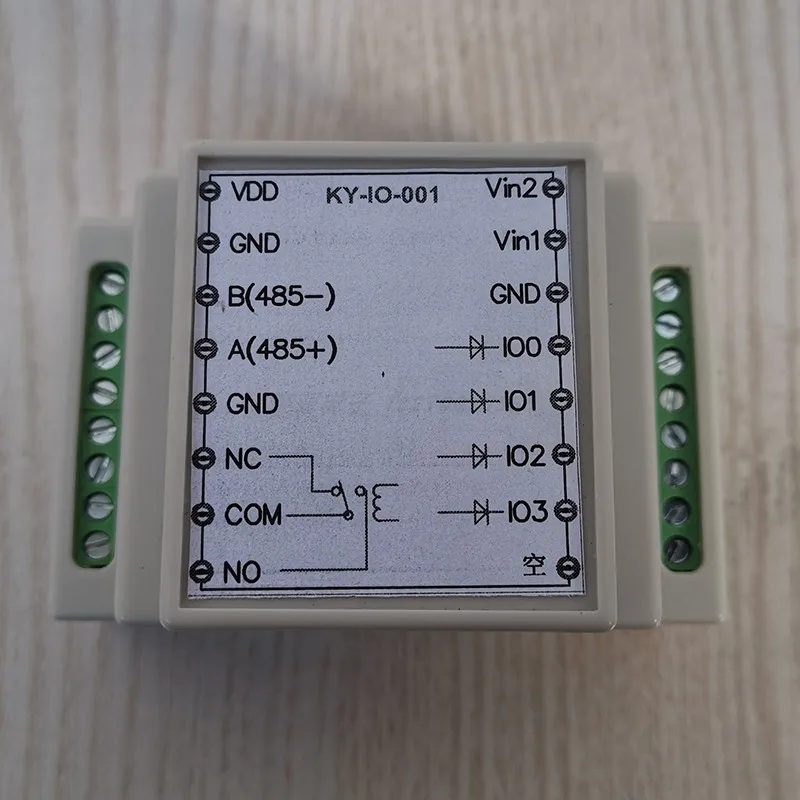 KY-IO-001
VDD
GND
B(485-)
A(485+)
GND
NC
COM
NO
Vin2
Vin1
GND
IO0
IO1
IO2
IO3
空